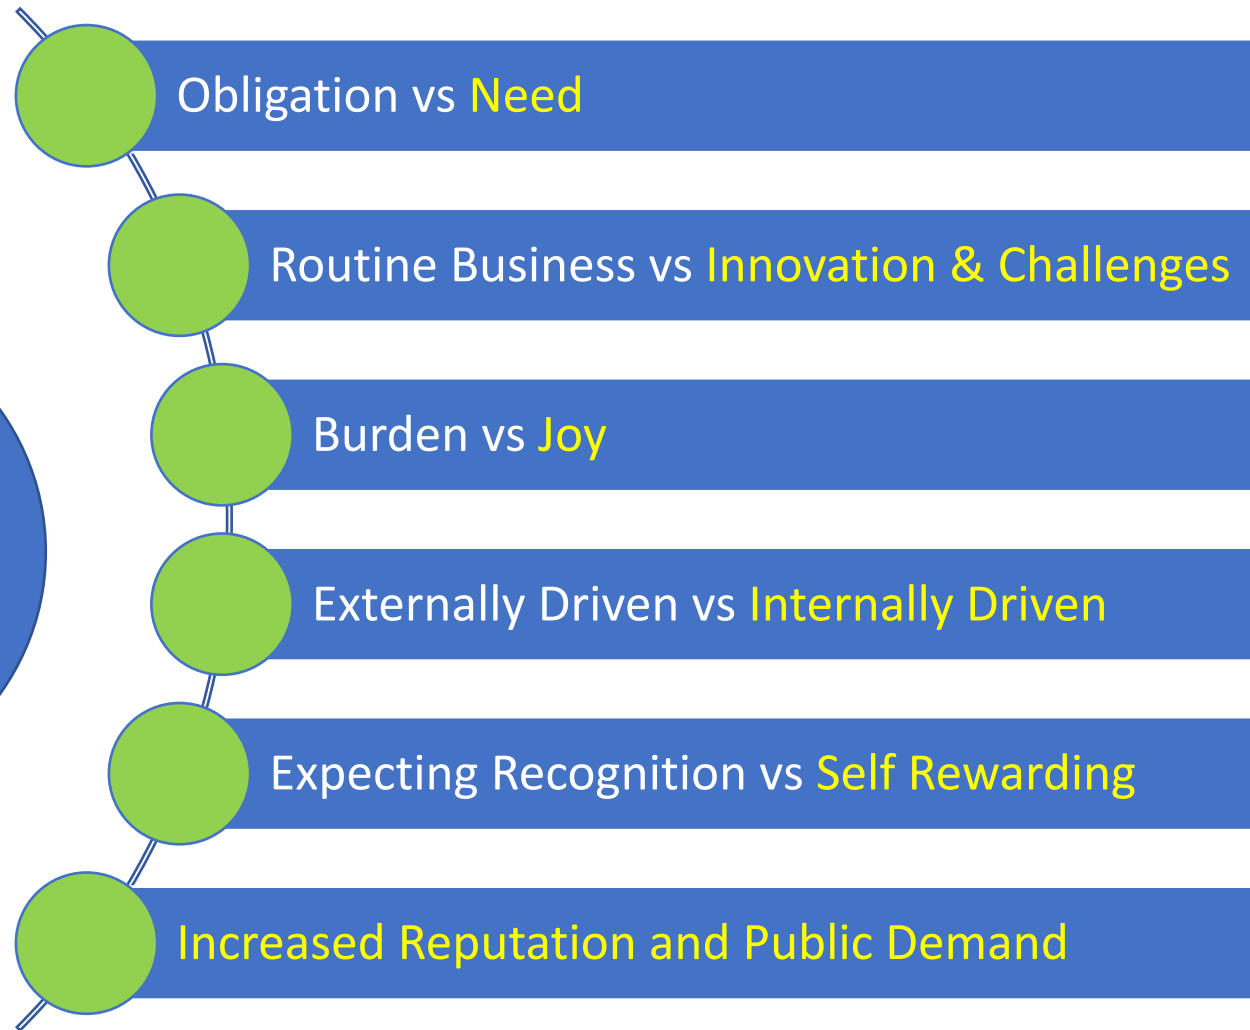 Obligation vs Need
Routine Business vs Innovation & Challenges
Burden vs Joy
Externally Driven vs Internally Driven
Expecting Recognition vs Self Rewarding
Increased Reputation and Public Demand